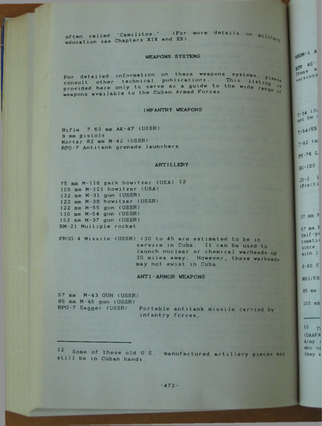 often called "Camilitos." (For more details on military
education see Chapters XIX and XX).
WEAPONS SYSTEMS
For detailed information on these weapons systems, please
consult other technical publications. This listing is
provided here only to serve as a guide to the wide range of
weapons available to the Cuban Armed Forces.
INFANTRY WEAPONS
Rifle 7.62 mm AK-47 (USSR)
9 mm pistols
Mortar 82 mm M-42 (USSR)
RPG-7 Antitank grenade launchers
ARTILLERY
75 mm M-116 pack howitzer (USA) 12
105 mm M-101 howitzer (USA)
122 mm M-31 gun (USSR)
122 mm M-38 howitzer (USSR)
122 mm M-55 gun (USSR)
130 mm M-54 gun (USSR)
152 mm M-37 gun (USSR)
BM-21 Multiple rocket
FROG-4 Missile (USSR) (30 to 45 are estimated to be in
service in Cuba. It can be used to
launch nuclear or chemical warheads up
30 miles away. However, these warheads
may not exist in Cuba.
ANTI-ARMOR WEAPONS
57 mm M-43 GUN (USSR)
85 mm M-45 gun (USSR)
RPG-7 Sagger (USSR) Portable antitank missile carried by
infantry forces.
12 Some of these old U.S. manufactured artillery pieces may
still be in Cuban hands.
-472-